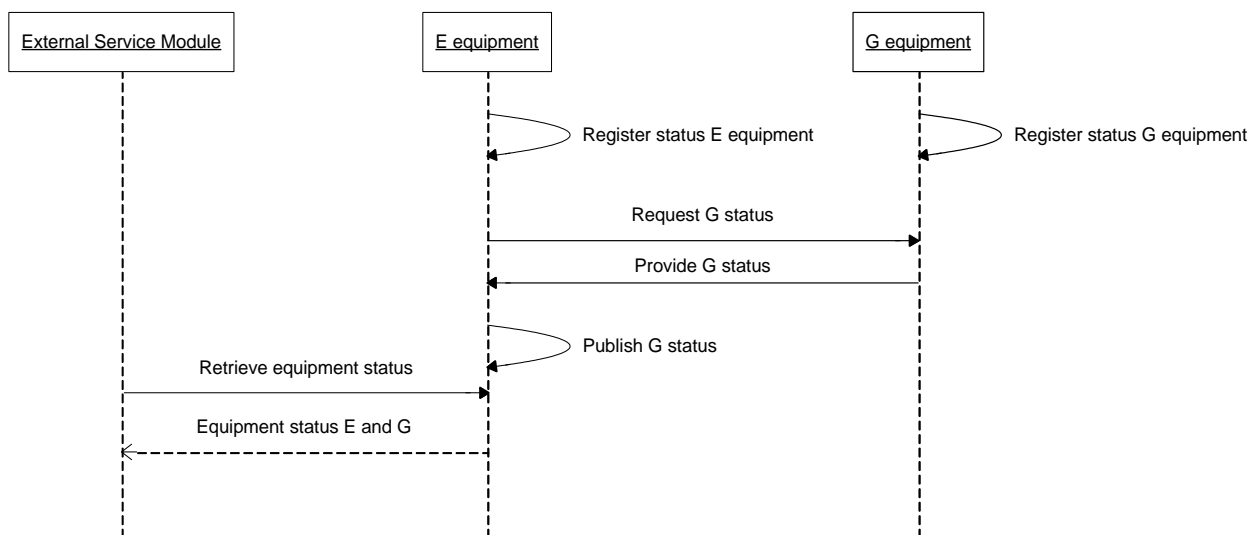 External Service Module
E equipment
G equipment
Register status E equipment
Register status G equipment
Request G status
Provide G status
Publish G status
Retrieve equipment status
Equipment status E and G